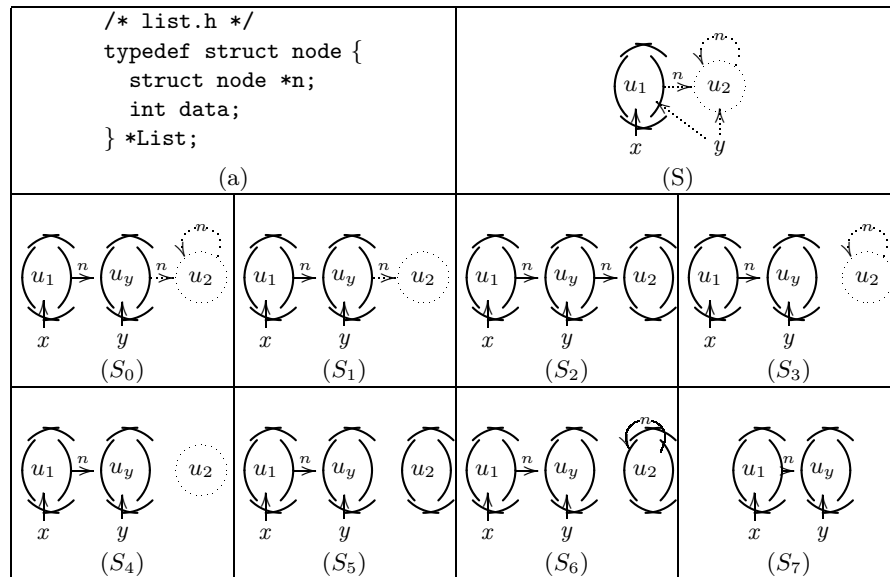 /* list.h */
typedef struct node {
struct node *n;
int data;
} *List;
(a)
n
u1 n u2
x y
(S)
n
u1 n uy n u2
x y
(S0)
u1 n uy n u2
x y
(S1)
u1 n uy n u2
x y
(S2)
n
u1 n uy u2
x y
(S3)
u1 n uy u2
x y
(S4)
u1 n uy u2
x y
(S5)
n
u1 n uy u2
x y
(S6)
u1 n uy
x y
(S7)